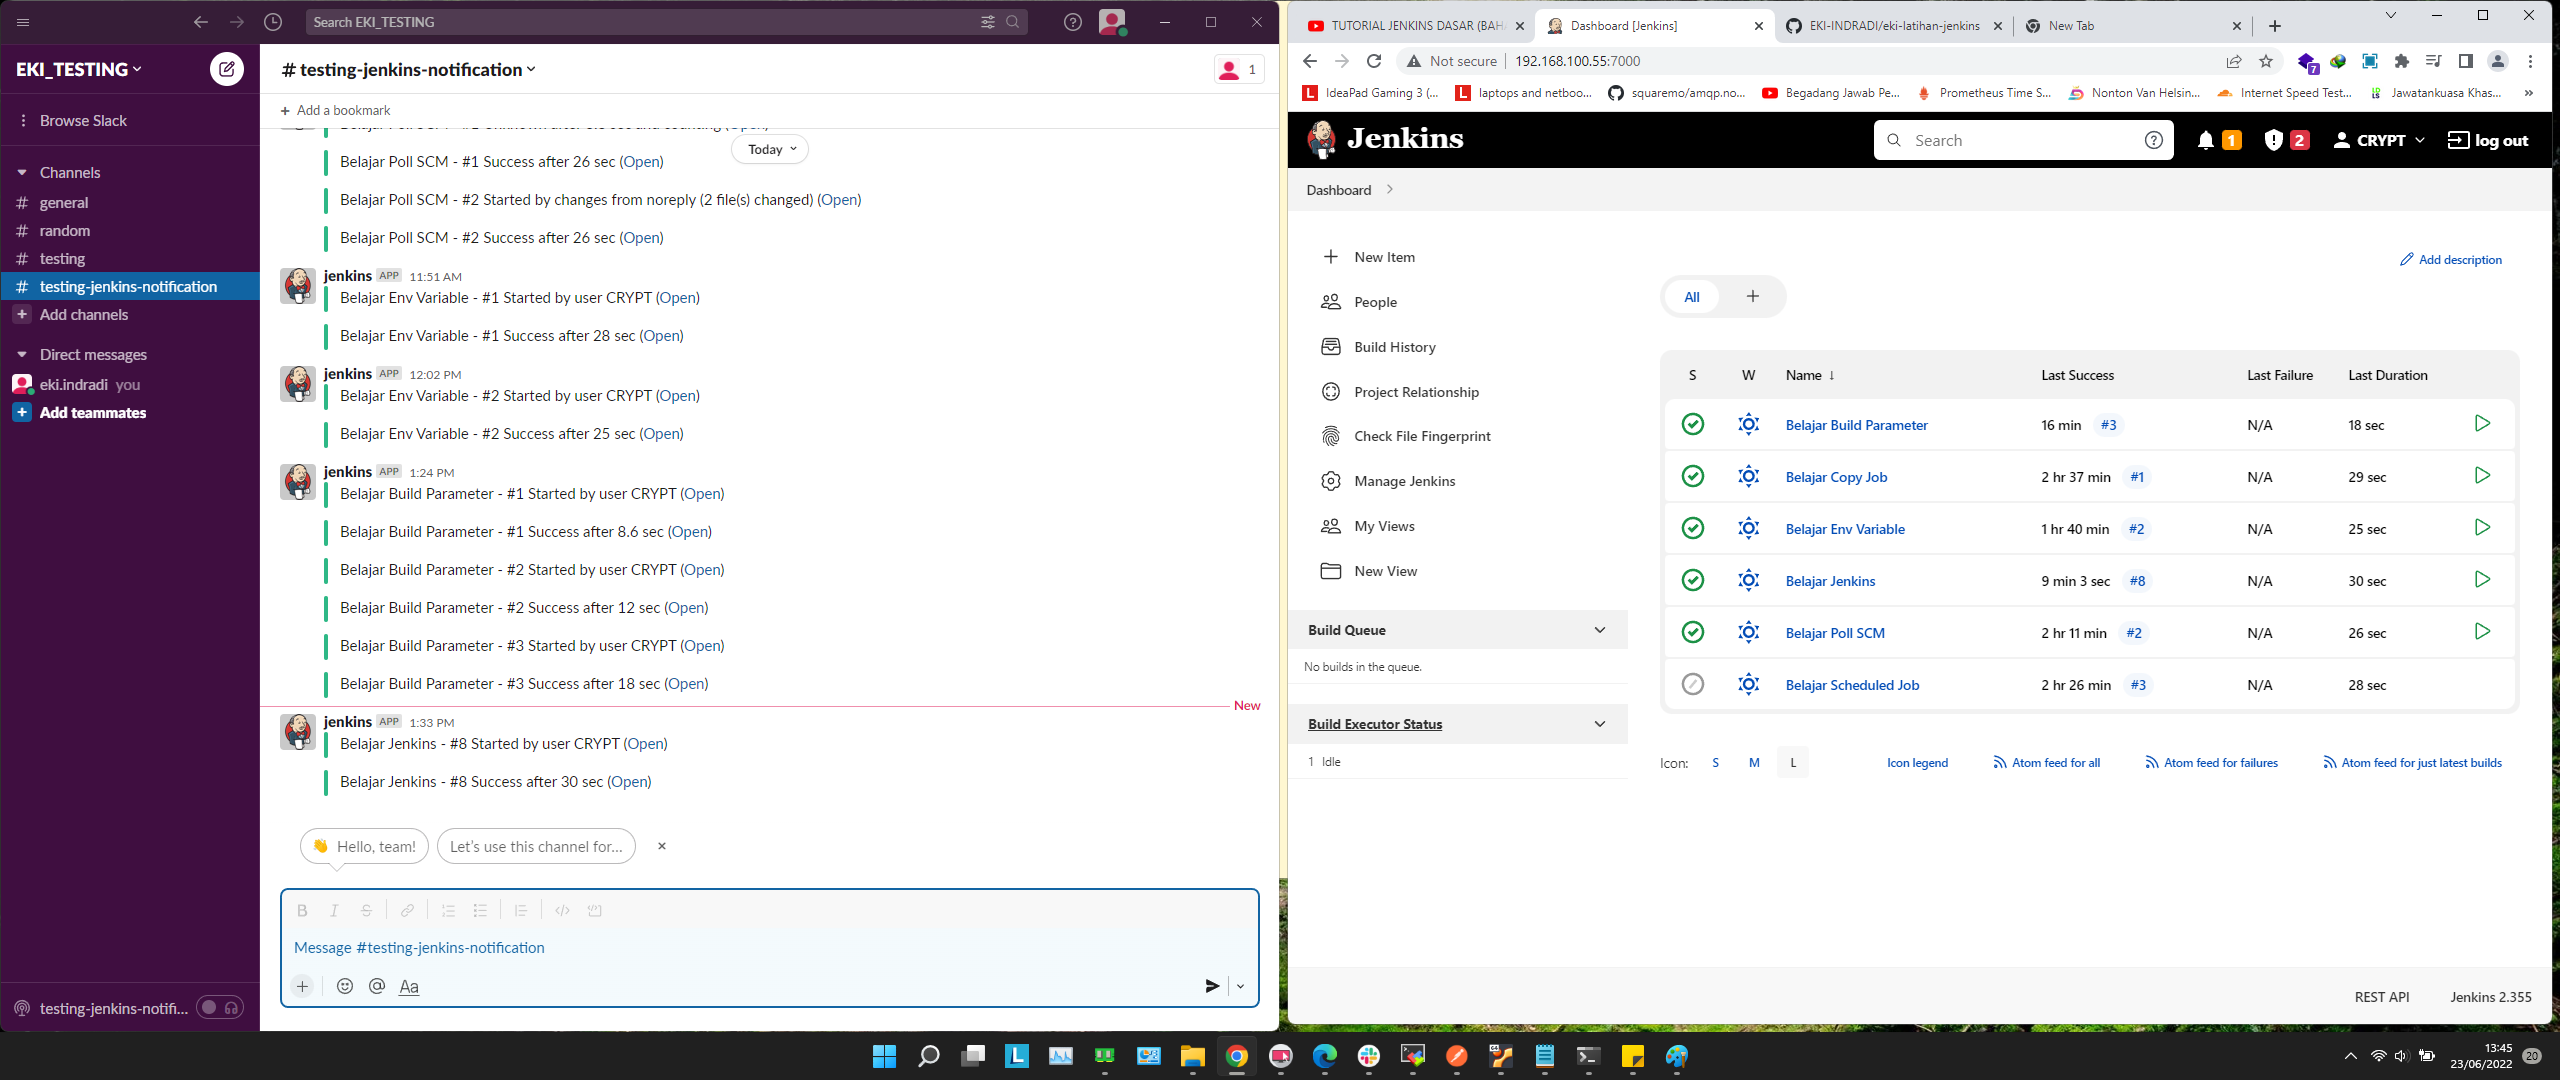 Search EKI_TESTING
EKI_TESTING
Browse Slack
Channels
# general
# random
# testing
# testing-jenkins-notification
+ Add channels
Direct messages
eki.indradi you
+ Add teammates
testing-jenkins-notifi...
# testing-jenkins-notification
1
+ Add a bookmark
Today
Belajar Poll SCM - #1 Success after 26 sec (Open)
Belajar Poll SCM - #2 Started by changes from noreply (2 file(s) changed) (Open)
Belajar Poll SCM - #2 Success after 26 sec (Open)
jenkins APP 11:51 AM
Belajar Env Variable - #1 Started by user CRYPT (Open)
Belajar Env Variable - #1 Success after 28 sec (Open)
jenkins APP 12:02 PM
Belajar Env Variable - #2 Started by user CRYPT (Open)
Belajar Env Variable - #2 Success after 25 sec (Open)
jenkins APP 1:24 PM
Belajar Build Parameter - #1 Started by user CRYPT (Open)
Belajar Build Parameter - #1 Success after 8.6 sec (Open)
Belajar Build Parameter - #2 Started by user CRYPT (Open)
Belajar Build Parameter - #2 Success after 12 sec (Open)
Belajar Build Parameter - #3 Started by user CRYPT (Open)
Belajar Build Parameter - #3 Success after 18 sec (Open)
New
jenkins APP 1:33 PM
Belajar Jenkins - #8 Started by user CRYPT (Open)
Belajar Jenkins - #8 Success after 30 sec (Open)
👋 Hello, team! Let's use this channel for...
Message #testing-jenkins-notification
Aa
TUTORIAL JENKINS DASAR (BAH Dashboard [Jenkins] EKI-INDRADI/eki-latihan-jenkins New Tab
Not secure 192.168.100.55:7000
7
IdeaPad Gaming 3 (... laptops and netboo... squaremo/amqp.no... Begadang Jawab Pe... Prometheus Time S... Nonton Van Helsin... Internet Speed Test... Jawatankuasa Khas... »
Jenkins
Search
1 2 CRYPT log out
Dashboard
New Item
People
Build History
Project Relationship
Check File Fingerprint
Manage Jenkins
My Views
New View
Build Queue
No builds in the queue.
Build Executor Status
1 Idle
Add description
All +
S W Name ↓ Last Success Last Failure Last Duration
Belajar Build Parameter 16 min #3 N/A 18 sec
Belajar Copy Job 2 hr 37 min #1 N/A 29 sec
Belajar Env Variable 1 hr 40 min #2 N/A 25 sec
Belajar Jenkins 9 min 3 sec #8 N/A 30 sec
Belajar Poll SCM 2 hr 11 min #2 N/A 26 sec
Belajar Scheduled Job 2 hr 26 min #3 N/A 28 sec
Icon: S M L Icon legend Atom feed for all Atom feed for failures Atom feed for just latest builds
REST API Jenkins 2.355
13:45
23/06/2022
20